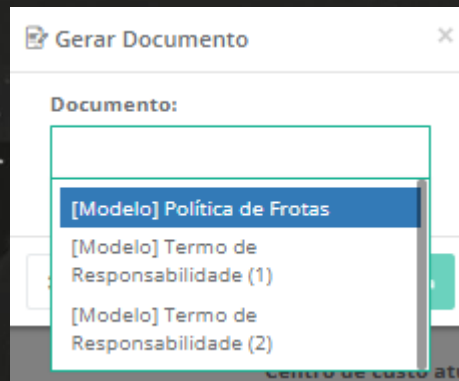 Gerar Documento
Documento:
[Modelo] Política de Frotas
[Modelo] Termo de
Responsabilidade (1)
[Modelo] Termo de
Responsabilidade (2)
Centro de custo